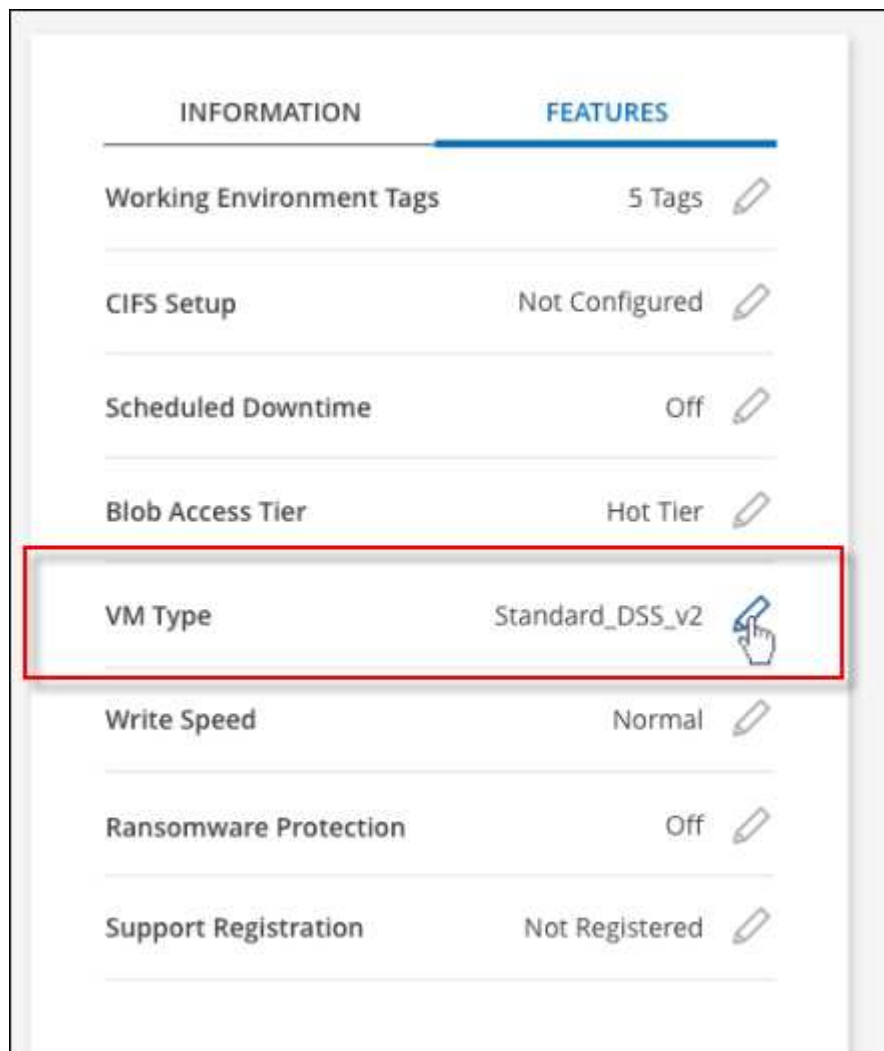 INFORMATION FEATURES
Working Environment Tags 5 Tags
CIFS Setup Not Configured
Scheduled Downtime Off
Blob Access Tier Hot Tier
VM Type Standard_DSS_v2
Write Speed Normal
Ransomware Protection Off
Support Registration Not Registered